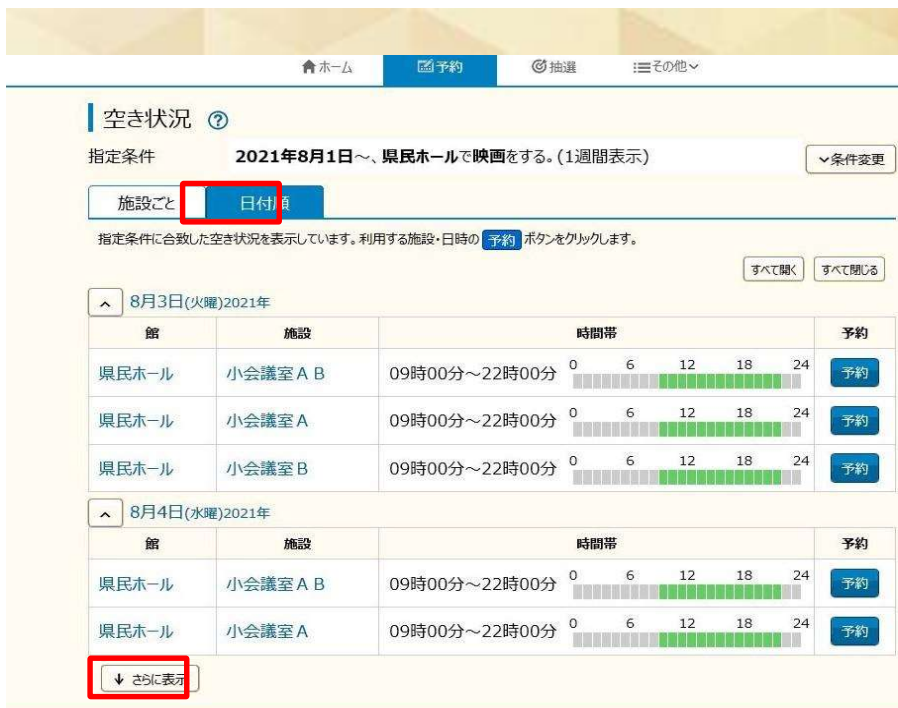 ホーム 予約 抽選 その他
空き状況 ?
指定条件 2021年8月1日～、県民ホールで映画をする。(1週間表示) 条件変更
施設ごと 日付順
指定条件に合致した空き状況を表示しています。利用する施設・日時の 予約 ボタンをクリックします。
すべて開く すべて閉じる
8月3日(火曜)2021年
館 施設 時間帯 予約
県民ホール 小会議室ＡＢ 09時00分～22時00分 0 6 12 18 24 予約
県民ホール 小会議室Ａ 09時00分～22時00分 0 6 12 18 24 予約
県民ホール 小会議室Ｂ 09時00分～22時00分 0 6 12 18 24 予約
8月4日(水曜)2021年
館 施設 時間帯 予約
県民ホール 小会議室ＡＢ 09時00分～22時00分 0 6 12 18 24 予約
県民ホール 小会議室Ａ 09時00分～22時00分 0 6 12 18 24 予約
さらに表示